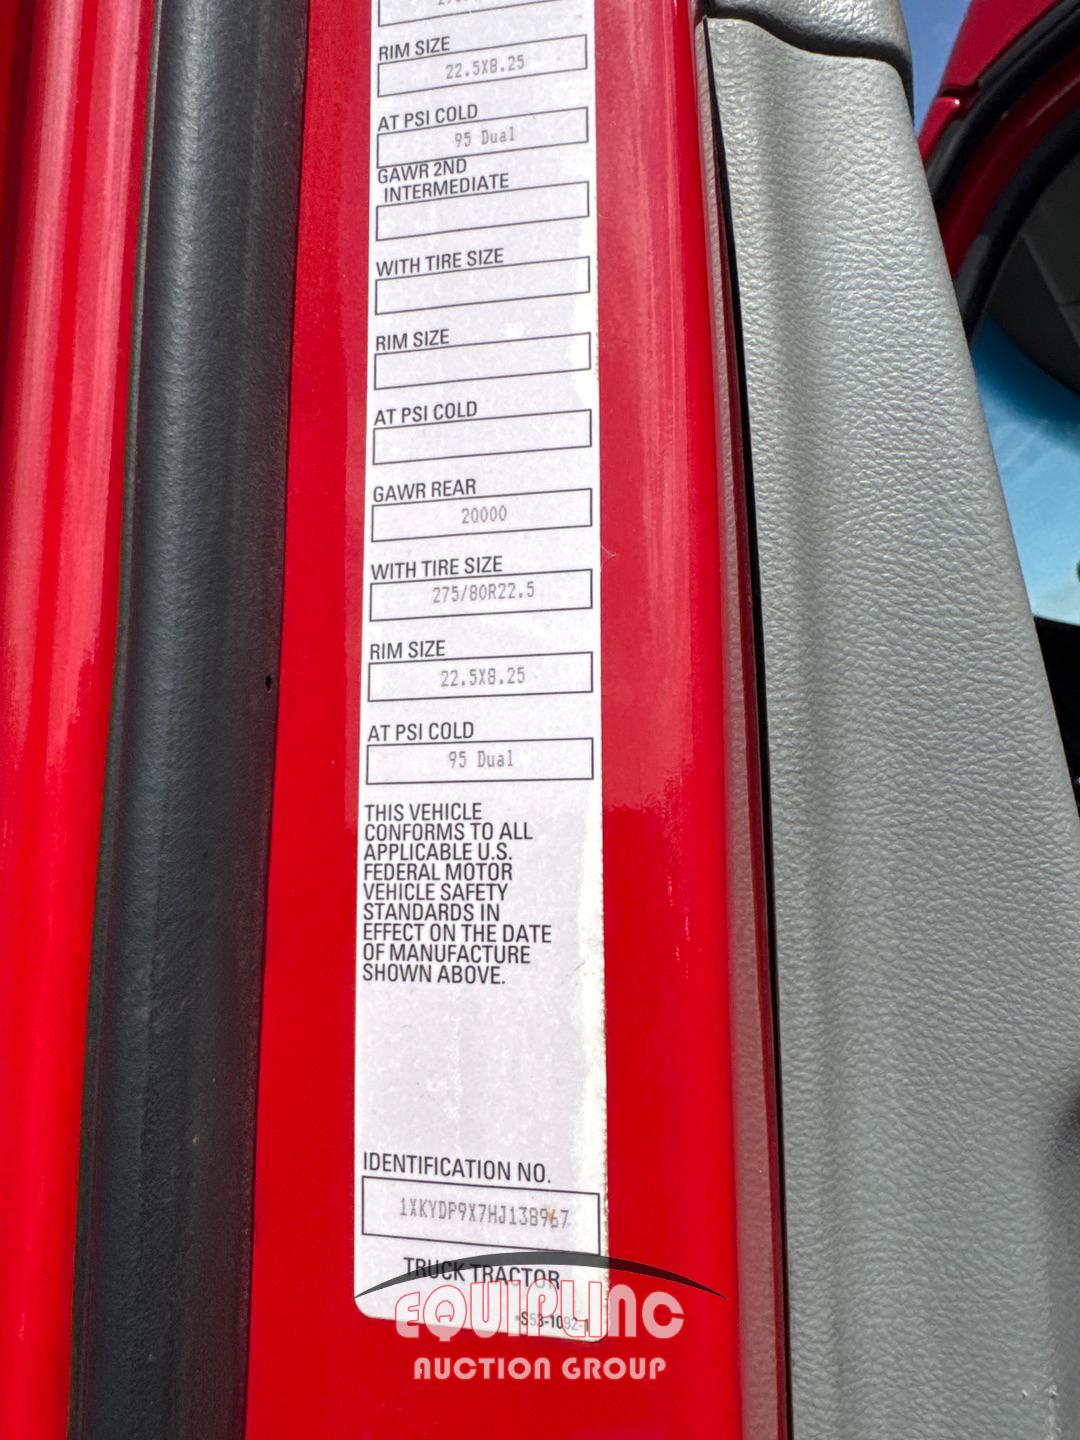 RIM SIZE
22.5X8.25
AT PSI COLD
95 Dual
GAWR 2ND
INTERMEDIATE
WITH TIRE SIZE
RIM SIZE
AT PSI COLD
GAWR REAR
20000
WITH TIRE SIZE
275/80R22.5
RIM SIZE
22.5X8.25
AT PSI COLD
95 Dual
THIS VEHICLE
CONFORMS TO ALL
APPLICABLE U.S.
FEDERAL MOTOR
VEHICLE SAFETY
STANDARDS IN
EFFECT ON THE DATE
OF MANUFACTURE
SHOWN ABOVE.
IDENTIFICATION NO.
1XKYDP9X7HJ138967
TRUCK TRACTOR
EQUIPLINC
S53-1092-1
AUCTION GROUP